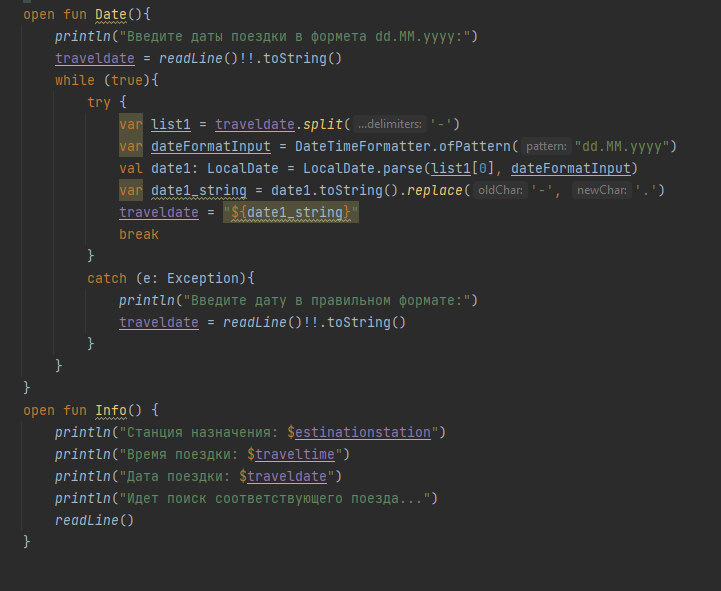 open fun Date(){
    println("Введите даты поездки в формета dd.MM.yyyy:")
    traveldate = readLine()!!.toString()
    while (true){
        try {
            var list1 = traveldate.split( ...delimiters: '-')
            var dateFormatInput = DateTimeFormatter.ofPattern( pattern: "dd.MM.yyyy")
            val date1: LocalDate = LocalDate.parse(list1[0], dateFormatInput)
            var date1_string = date1.toString().replace( oldChar: '-', newChar: '.')
            traveldate = "${date1_string}"
            break
        }
        catch (e: Exception){
            println("Введите дату в правильном формате:")
            traveldate = readLine()!!.toString()
        }
    }
}
open fun Info() {
    println("Станция назначения: $estinationstation")
    println("Время поездки: $traveltime")
    println("Дата поездки: $traveldate")
    println("Идет поиск соответствующего поезда...")
    readLine()
}